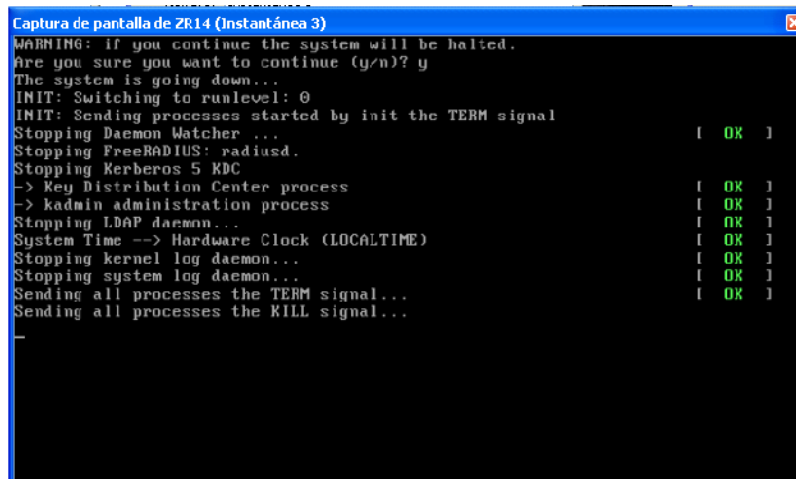 Captura de pantalla de ZR14 (Instantánea 3)
WARNING: if you continue the system will be halted.
Are you sure you want to continue (y/n)? y
The system is going down...
INIT: Switching to runlevel: 0
INIT: Sending processes started by init the TERM signal
Stopping Daemon Watcher ... [ OK ]
Stopping FreeRADIUS: radiusd.
Stopping Kerberos 5 KDC
-> Key Distribution Center process [ OK ]
-> kadmin administration process [ OK ]
Stopping LDAP daemon... [ OK ]
System Time --> Hardware Clock (LOCALTIME) [ OK ]
Stopping kernel log daemon... [ OK ]
Stopping system log daemon... [ OK ]
Sending all processes the TERM signal... [ OK ]
Sending all processes the KILL signal...